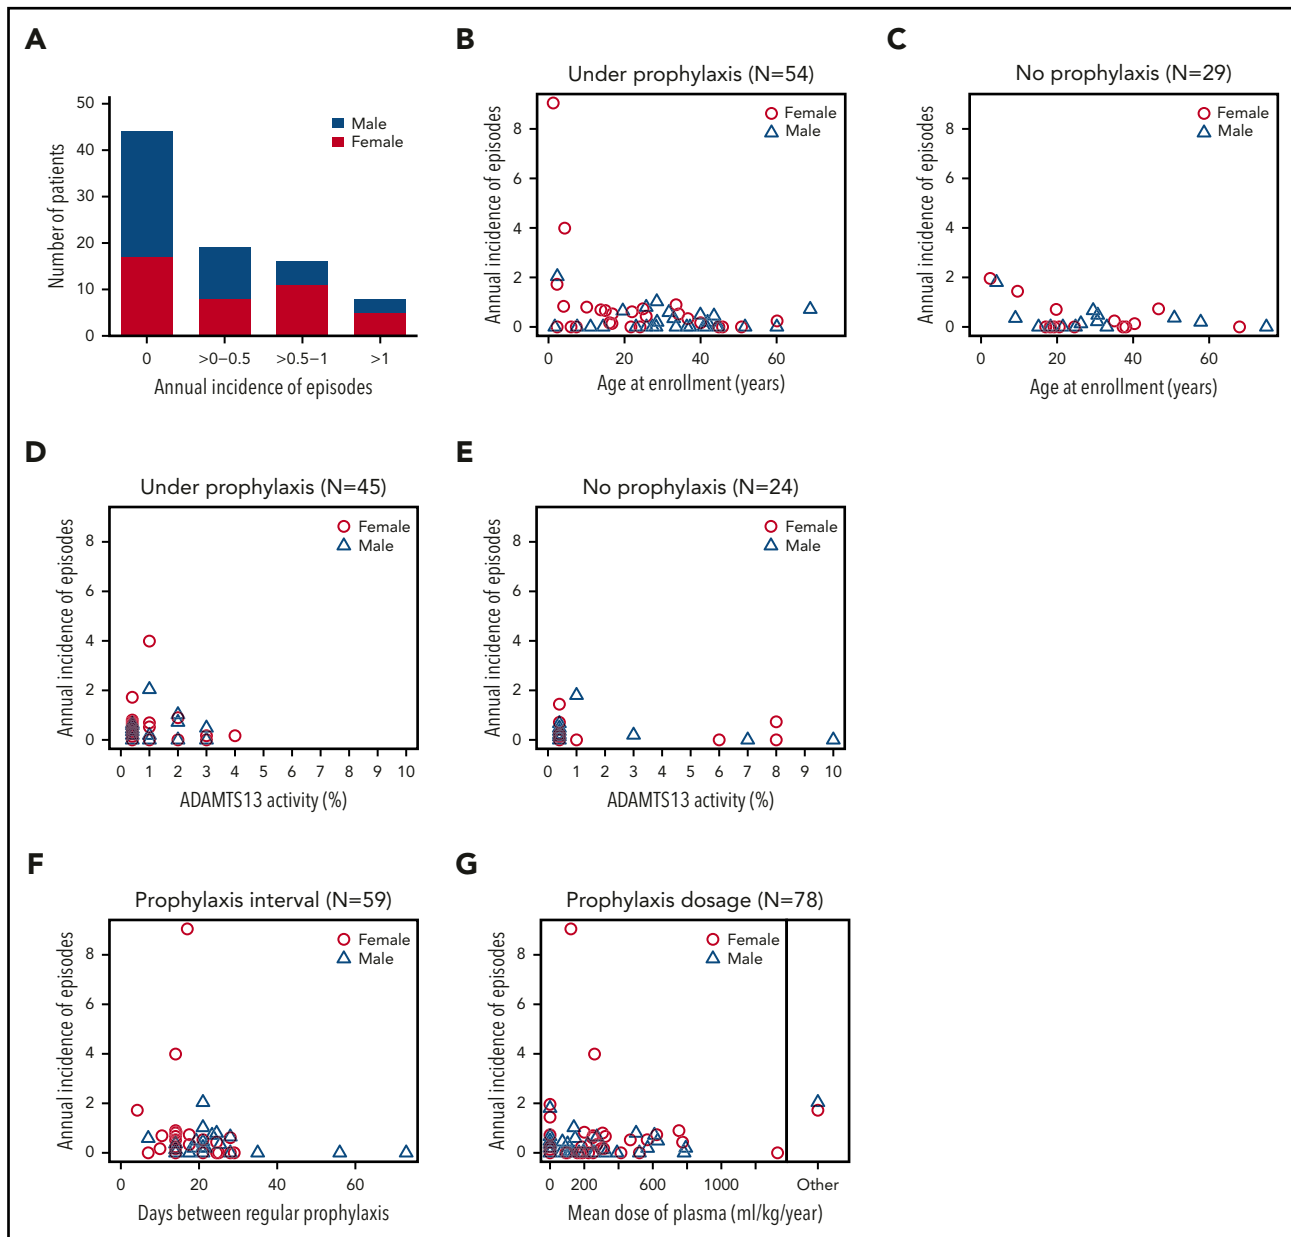 A
50
40
30
20
10
0
Number of patients
Male
Female
0 >0–0.5 >0.5–1 >1
Annual incidence of episodes
B
Under prophylaxis (N=54)
Female
Male
8
6
4
2
0
Annual incidence of episodes
0 20 40 60
Age at enrollment (years)
C
No prophylaxis (N=29)
Female
Male
8
6
4
2
0
Annual incidence of episodes
0 20 40 60
Age at enrollment (years)
D
Under prophylaxis (N=45)
Female
Male
8
6
4
2
0
Annual incidence of episodes
0 1 2 3 4 5 6 7 8 9 10
ADAMTS13 activity (%)
E
No prophylaxis (N=24)
Female
Male
8
6
4
2
0
Annual incidence of episodes
0 1 2 3 4 5 6 7 8 9 10
ADAMTS13 activity (%)
F
Prophylaxis interval (N=59)
Female
Male
8
6
4
2
0
Annual incidence of episodes
0 20 40 60
Days between regular prophylaxis
G
Prophylaxis dosage (N=78)
Female
Male
8
6
4
2
0
Annual incidence of episodes
0 200 600 1000 Other
Mean dose of plasma (ml/kg/year)